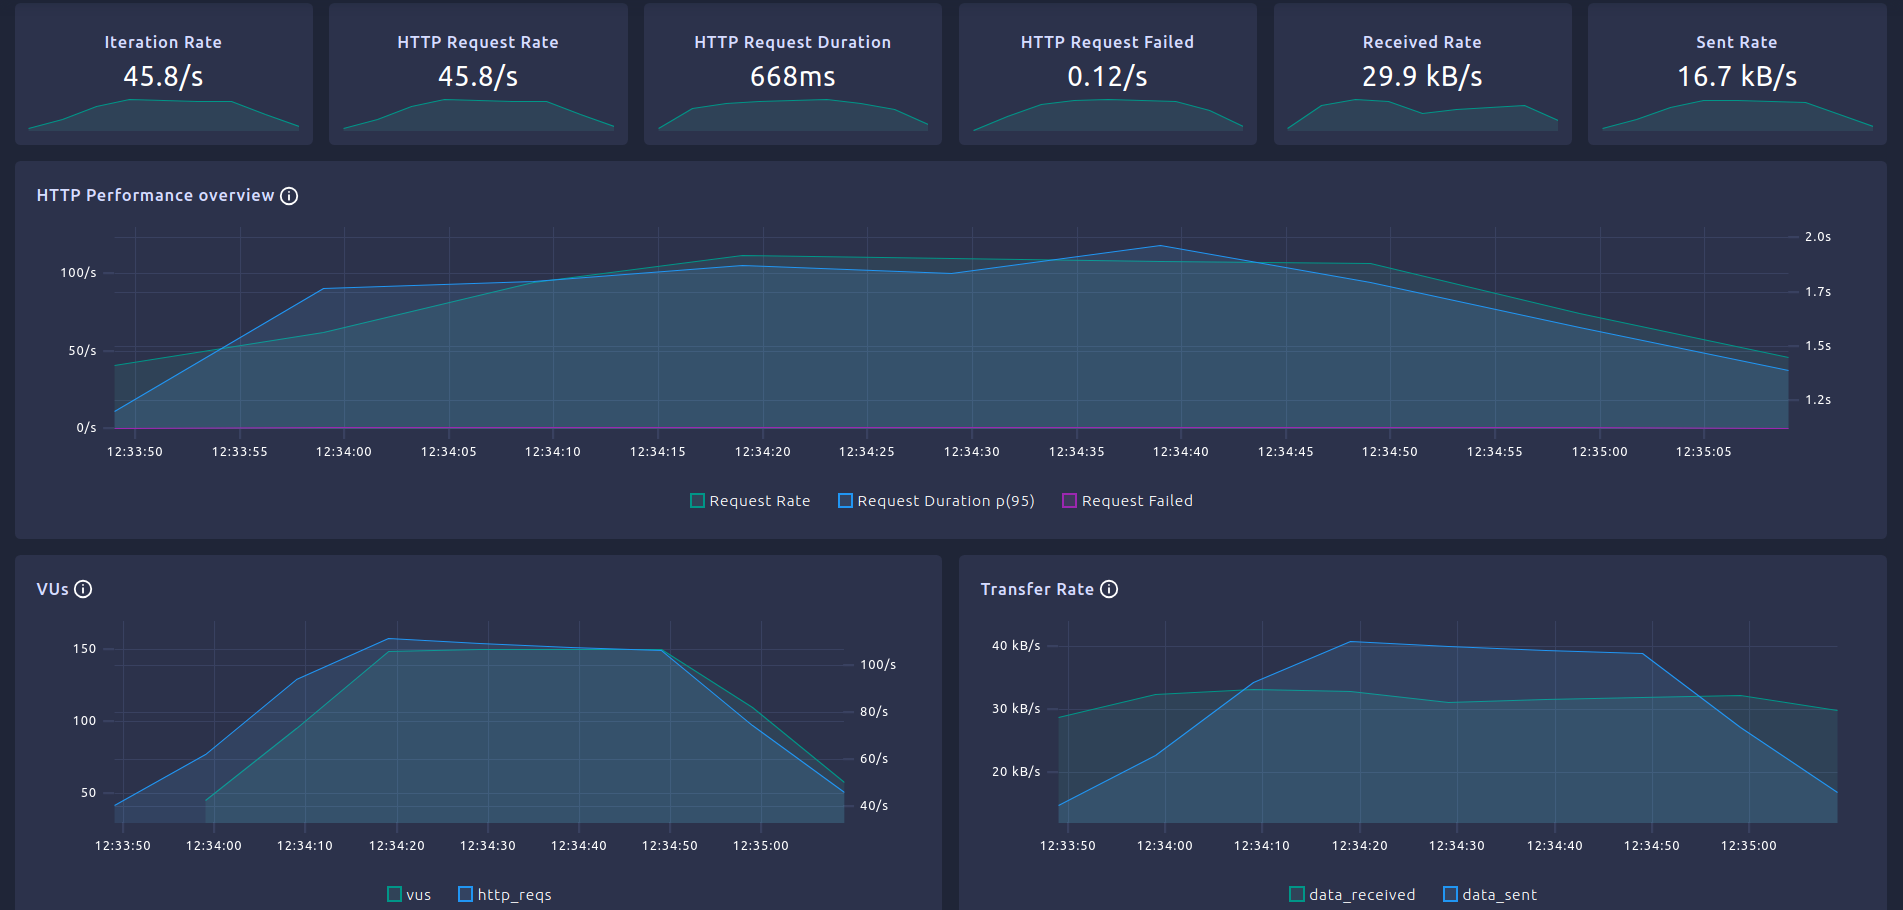 Iteration Rate
45.8/s
HTTP Request Rate
45.8/s
HTTP Request Duration
668ms
HTTP Request Failed
0.12/s
Received Rate
29.9 kB/s
Sent Rate
16.7 kB/s
HTTP Performance overview
100/s
50/s
0/s
2.0s
1.7s
1.5s
1.2s
12:33:50 12:33:55 12:34:00 12:34:05 12:34:10 12:34:15 12:34:20 12:34:25 12:34:30 12:34:35 12:34:40 12:34:45 12:34:50 12:34:55 12:35:00 12:35:05
Request Rate Request Duration p(95) Request Failed
VUs
150
100
50
100/s
80/s
60/s
40/s
12:33:50 12:34:00 12:34:10 12:34:20 12:34:30 12:34:40 12:34:50 12:35:00
vus http_reqs
Transfer Rate
40 kB/s
30 kB/s
20 kB/s
12:33:50 12:34:00 12:34:10 12:34:20 12:34:30 12:34:40 12:34:50 12:35:00
data_received data_sent